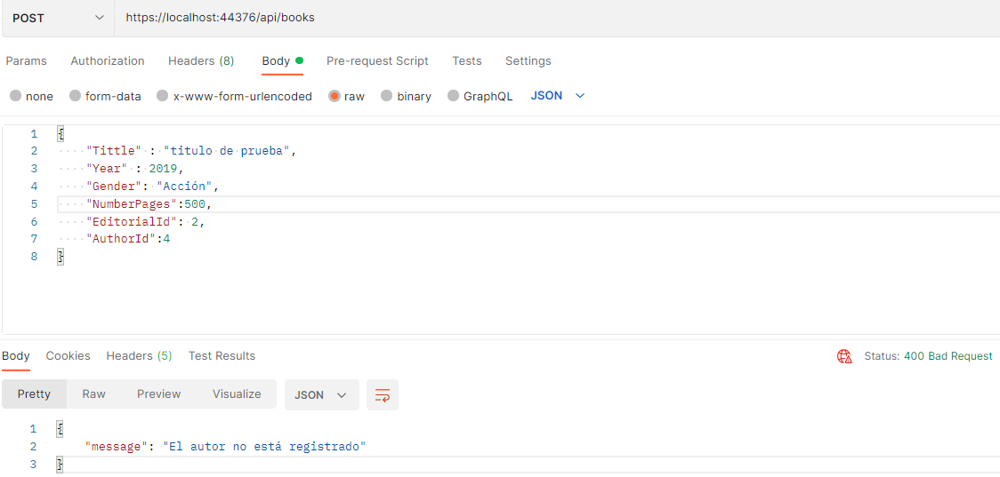 POST https://localhost:44376/api/books
Params Authorization Headers (8) Body Pre-request Script Tests Settings
none form-data x-www-form-urlencoded raw binary GraphQL JSON
1 {
2 "Tittle" : "titulo de prueba",
3 "Year" : 2019,
4 "Gender": "Acción",
5 "NumberPages":500,
6 "EditorialId": 2,
7 "AuthorId":4
8 }
Body Cookies Headers (5) Test Results Status: 400 Bad Request
Pretty Raw Preview Visualize JSON
1 {
2 "message": "El autor no está registrado"
3 }